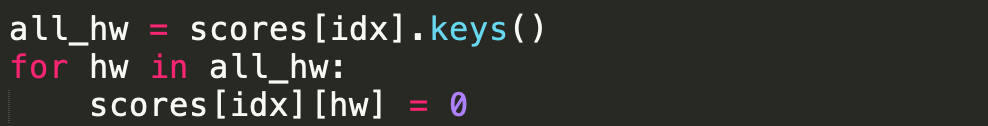 all_hw = scores[idx].keys()
for hw in all_hw:
    scores[idx][hw] = 0